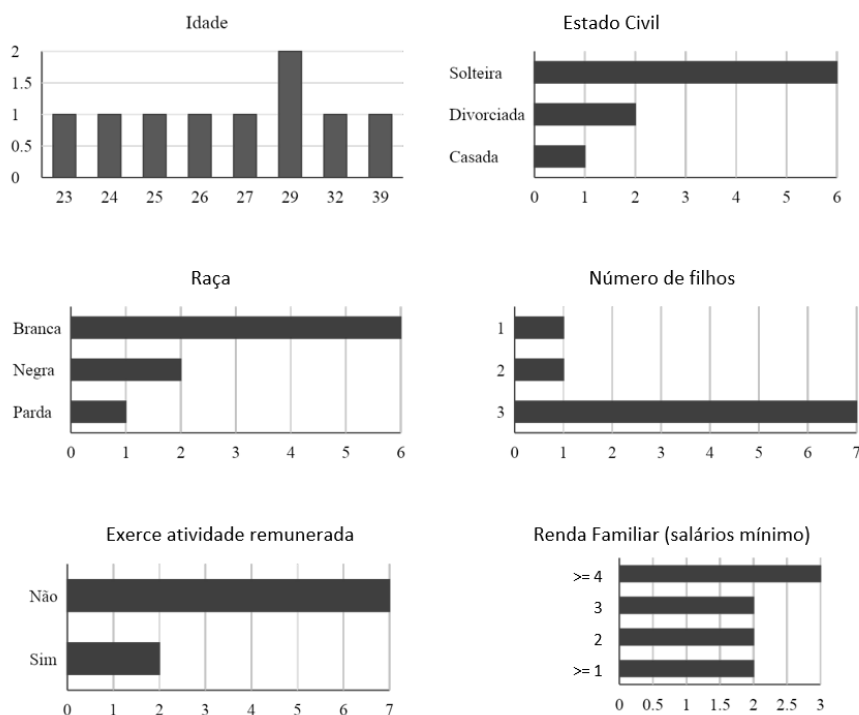 Idade
2
1.5
1
0.5
0
23 24 25 26 27 29 32 39
Estado Civil
Solteira
Divorciada
Casada
0 1 2 3 4 5 6
Raça
Branca
Negra
Parda
0 1 2 3 4 5 6
Número de filhos
1
2
3
0 1 2 3 4 5 6 7
Exerce atividade remunerada
Não
Sim
0 1 2 3 4 5 6 7
Renda Familiar (salários mínimo)
>= 4
3
2
>= 1
0 0.5 1 1.5 2 2.5 3